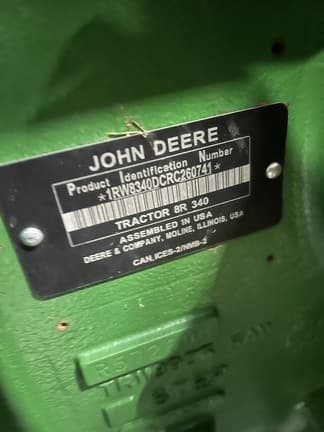 JOHN DEERE
Product Identification Number
*1RW8340DCRC260741*
TRACTOR 8R 340
ASSEMBLED IN USA
DEERE & COMPANY, MOLINE, ILLINOIS, USA
CAN.ICES-2/NMB-2